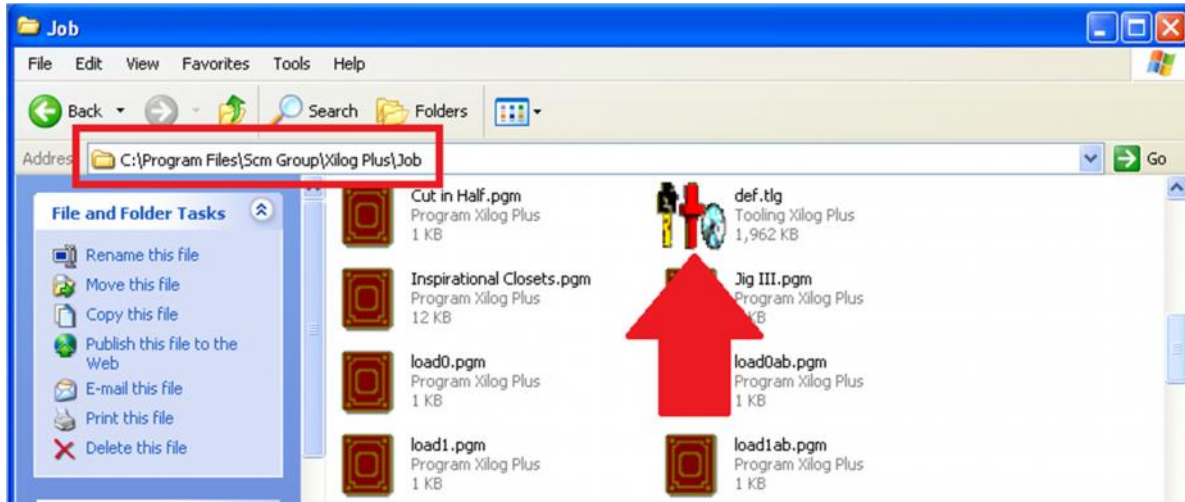 Job
File Edit View Favorites Tools Help
Back Search Folders
Addres C:\Program Files\Scm Group\Xilog Plus\Job Go
File and Folder Tasks
Rename this file
Move this file
Copy this file
Publish this file to the
Web
E-mail this file
Print this file
Delete this file
Cut in Half.pgm
Program Xilog Plus
1 KB
def.tlg
Tooling Xilog Plus
1,962 KB
Inspirational Closets.pgm
Program Xilog Plus
12 KB
Jig III.pgm
Program Xilog Plus
KB
load0.pgm
Program Xilog Plus
1 KB
load0ab.pgm
Program Xilog Plus
1 KB
load1.pgm
Program Xilog Plus
1 KB
load1ab.pgm
Program Xilog Plus
1 KB